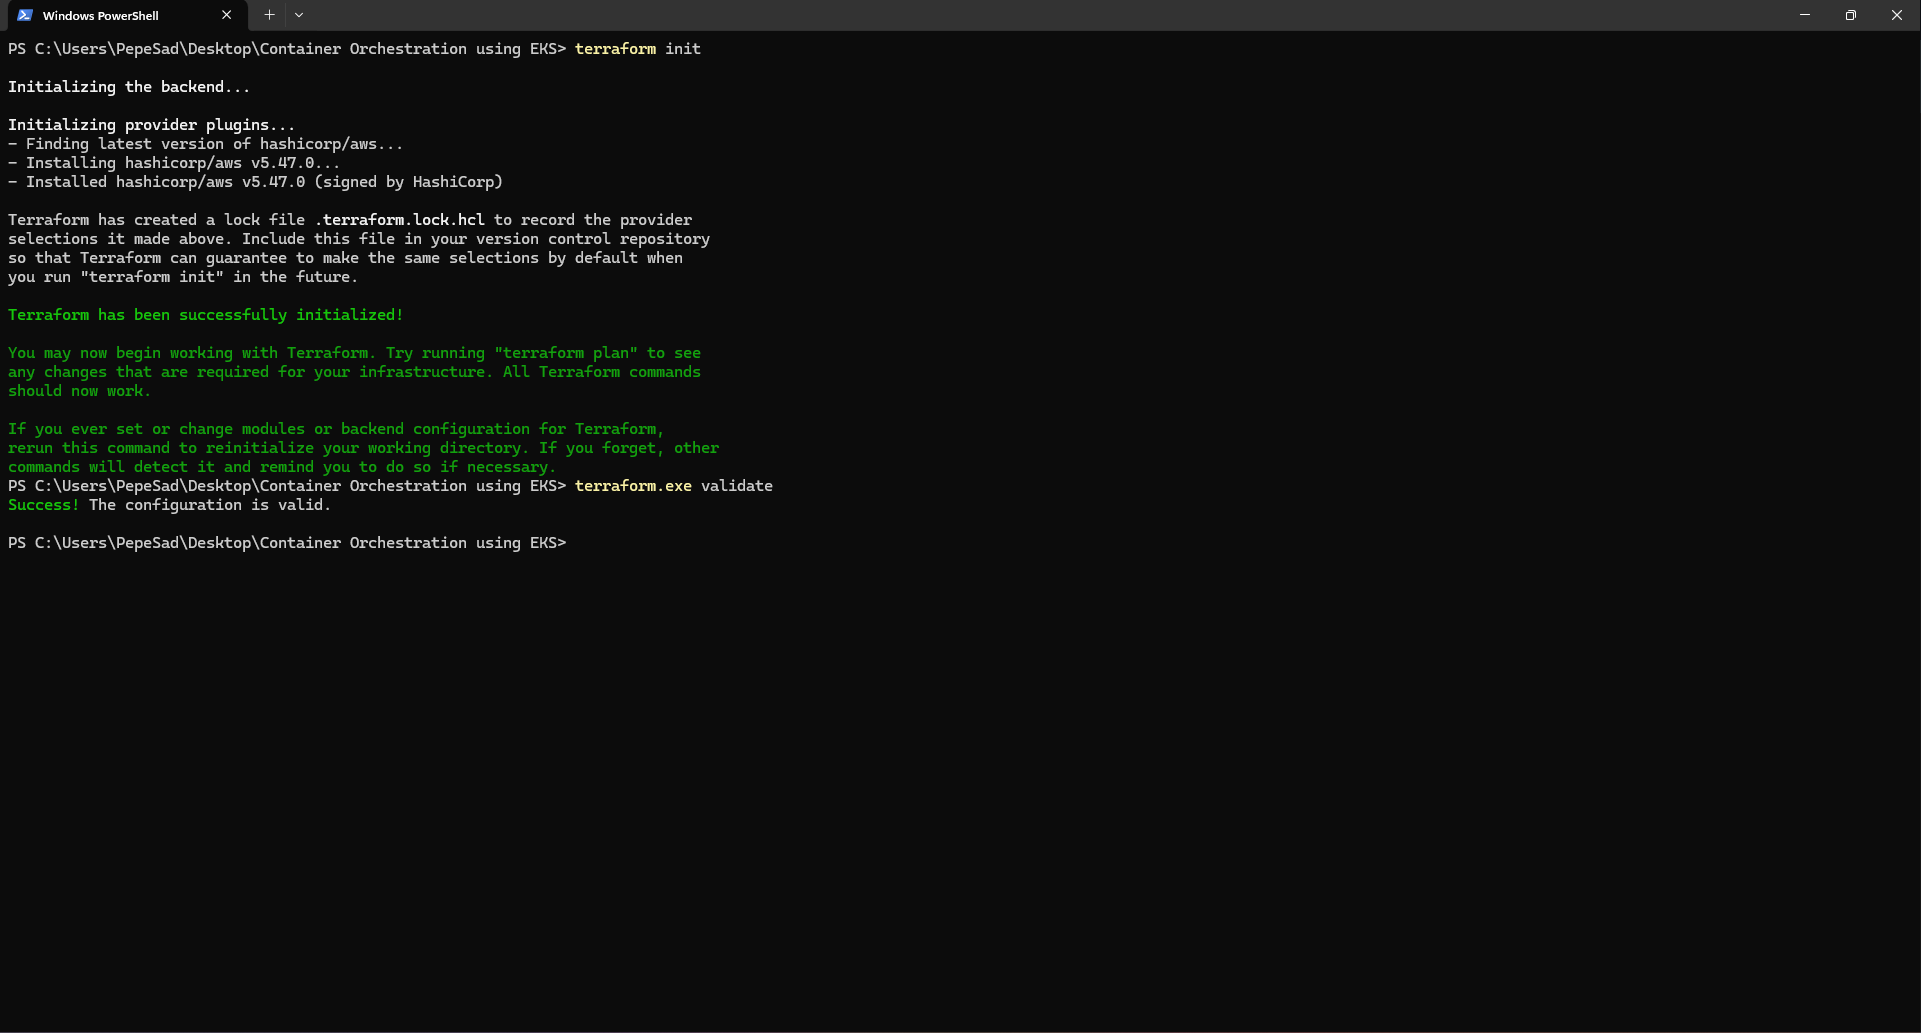 Windows PowerShell
PS C:\Users\PepeSad\Desktop\Container Orchestration using EKS> terraform init
Initializing the backend...
Initializing provider plugins...
- Finding latest version of hashicorp/aws...
- Installing hashicorp/aws v5.47.0...
- Installed hashicorp/aws v5.47.0 (signed by HashiCorp)
Terraform has created a lock file .terraform.lock.hcl to record the provider
selections it made above. Include this file in your version control repository
so that Terraform can guarantee to make the same selections by default when
you run "terraform init" in the future.
Terraform has been successfully initialized!
You may now begin working with Terraform. Try running "terraform plan" to see
any changes that are required for your infrastructure. All Terraform commands
should now work.
If you ever set or change modules or backend configuration for Terraform,
rerun this command to reinitialize your working directory. If you forget, other
commands will detect it and remind you to do so if necessary.
PS C:\Users\PepeSad\Desktop\Container Orchestration using EKS> terraform.exe validate
Success! The configuration is valid.
PS C:\Users\PepeSad\Desktop\Container Orchestration using EKS>